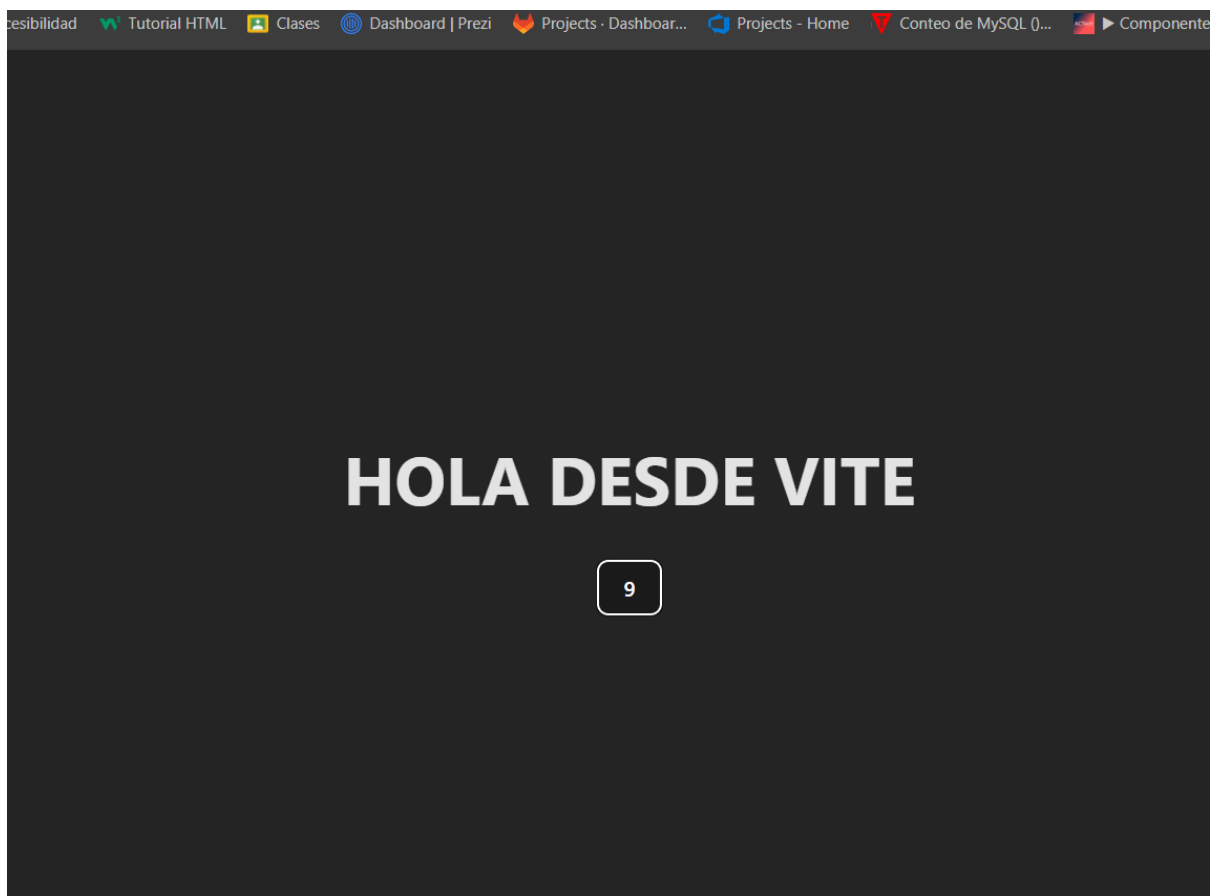 cesibilidad Tutorial HTML Clases Dashboard | Prezi Projects · Dashboar... Projects - Home Conteo de MySQL ()... ▶ Componente
HOLA DESDE VITE
9